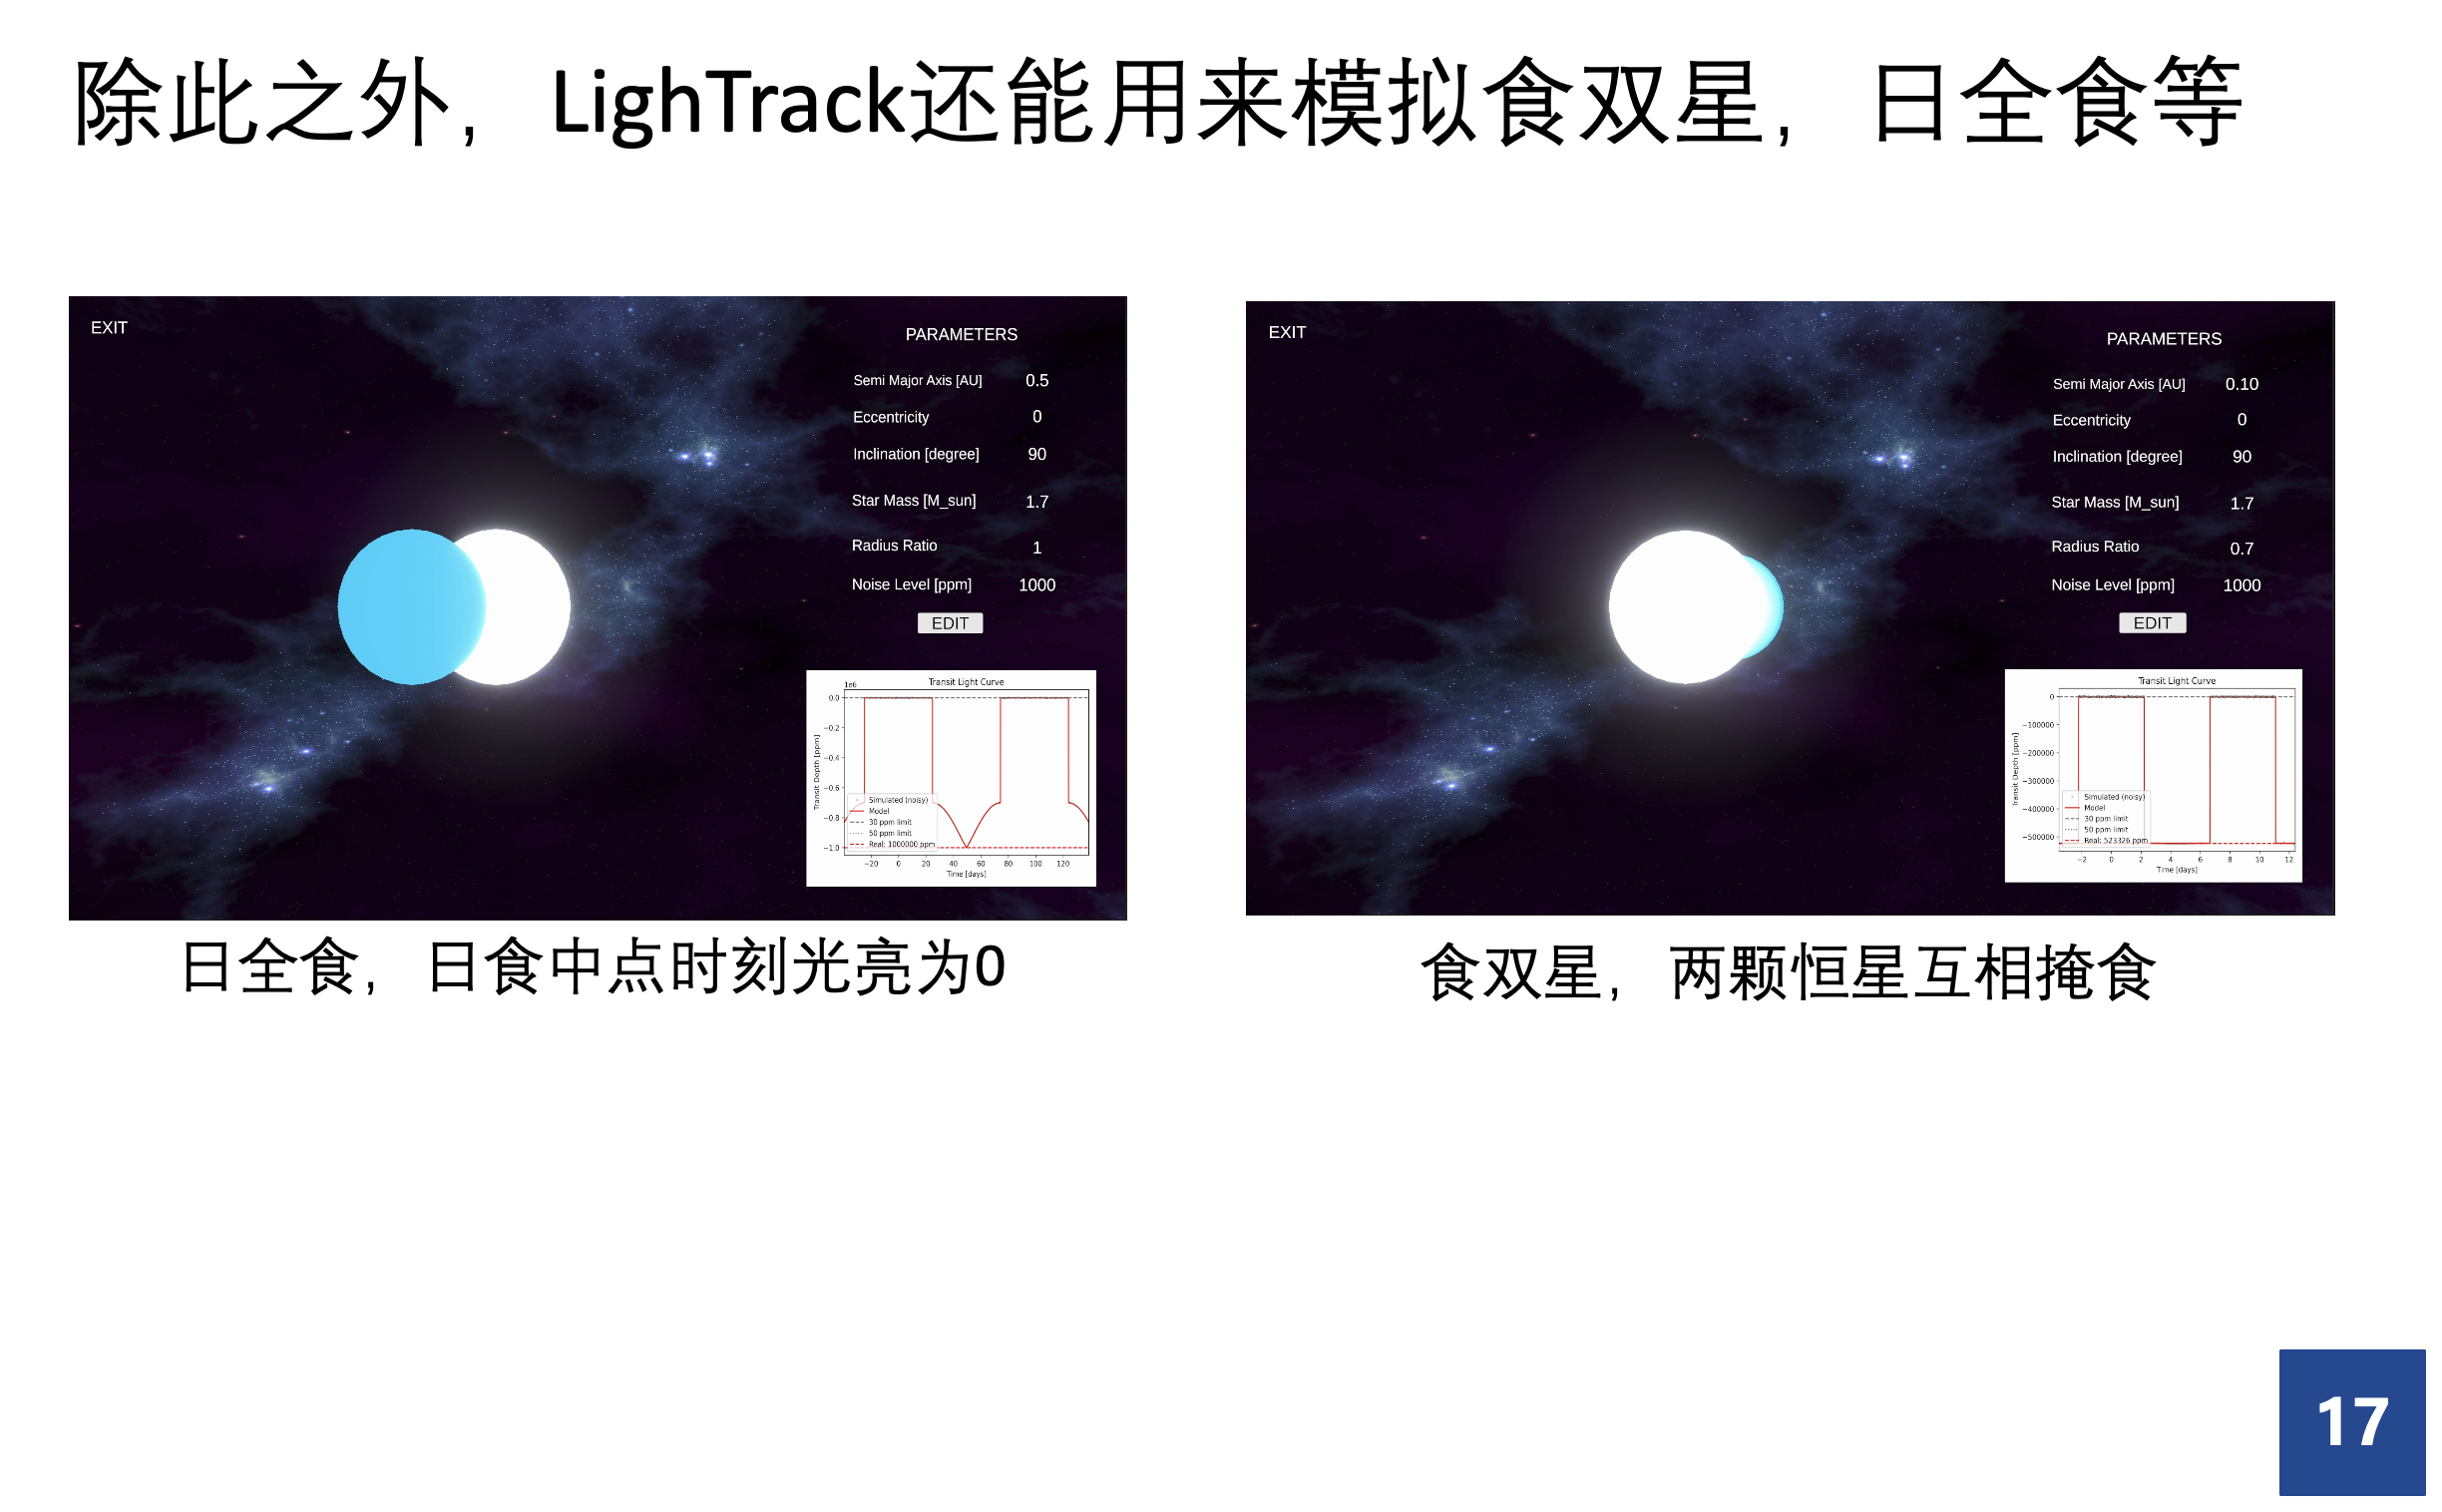 除此之外，LighTrack还能用来模拟食双星，日全食等
EXIT
PARAMETERS
Semi Major Axis [AU] 0.5
Eccentricity 0
Inclination [degree] 90
Star Mass [M_sun] 1.7
Radius Ratio 1
Noise Level [ppm] 1000
EDIT
Transit Light Curve
1e6
Transit Depth [ppm]
0.0
−0.2
−0.4
−0.6
−0.8
−1.0
Simulated (noisy)
Model
30 ppm limit
50 ppm limit
Real: 1000000 ppm
−20 0 20 40 60 80 100 120
Time [days]
日全食，日食中点时刻光亮为0
EXIT
PARAMETERS
Semi Major Axis [AU] 0.10
Eccentricity 0
Inclination [degree] 90
Star Mass [M_sun] 1.7
Radius Ratio 0.7
Noise Level [ppm] 1000
EDIT
Transit Light Curve
Transit Depth [ppm]
0
−100000
−200000
−300000
−400000
−500000
Simulated (noisy)
Model
30 ppm limit
50 ppm limit
Real: 523326 ppm
−2 0 2 4 6 8 10 12
Time [days]
食双星，两颗恒星互相掩食
17